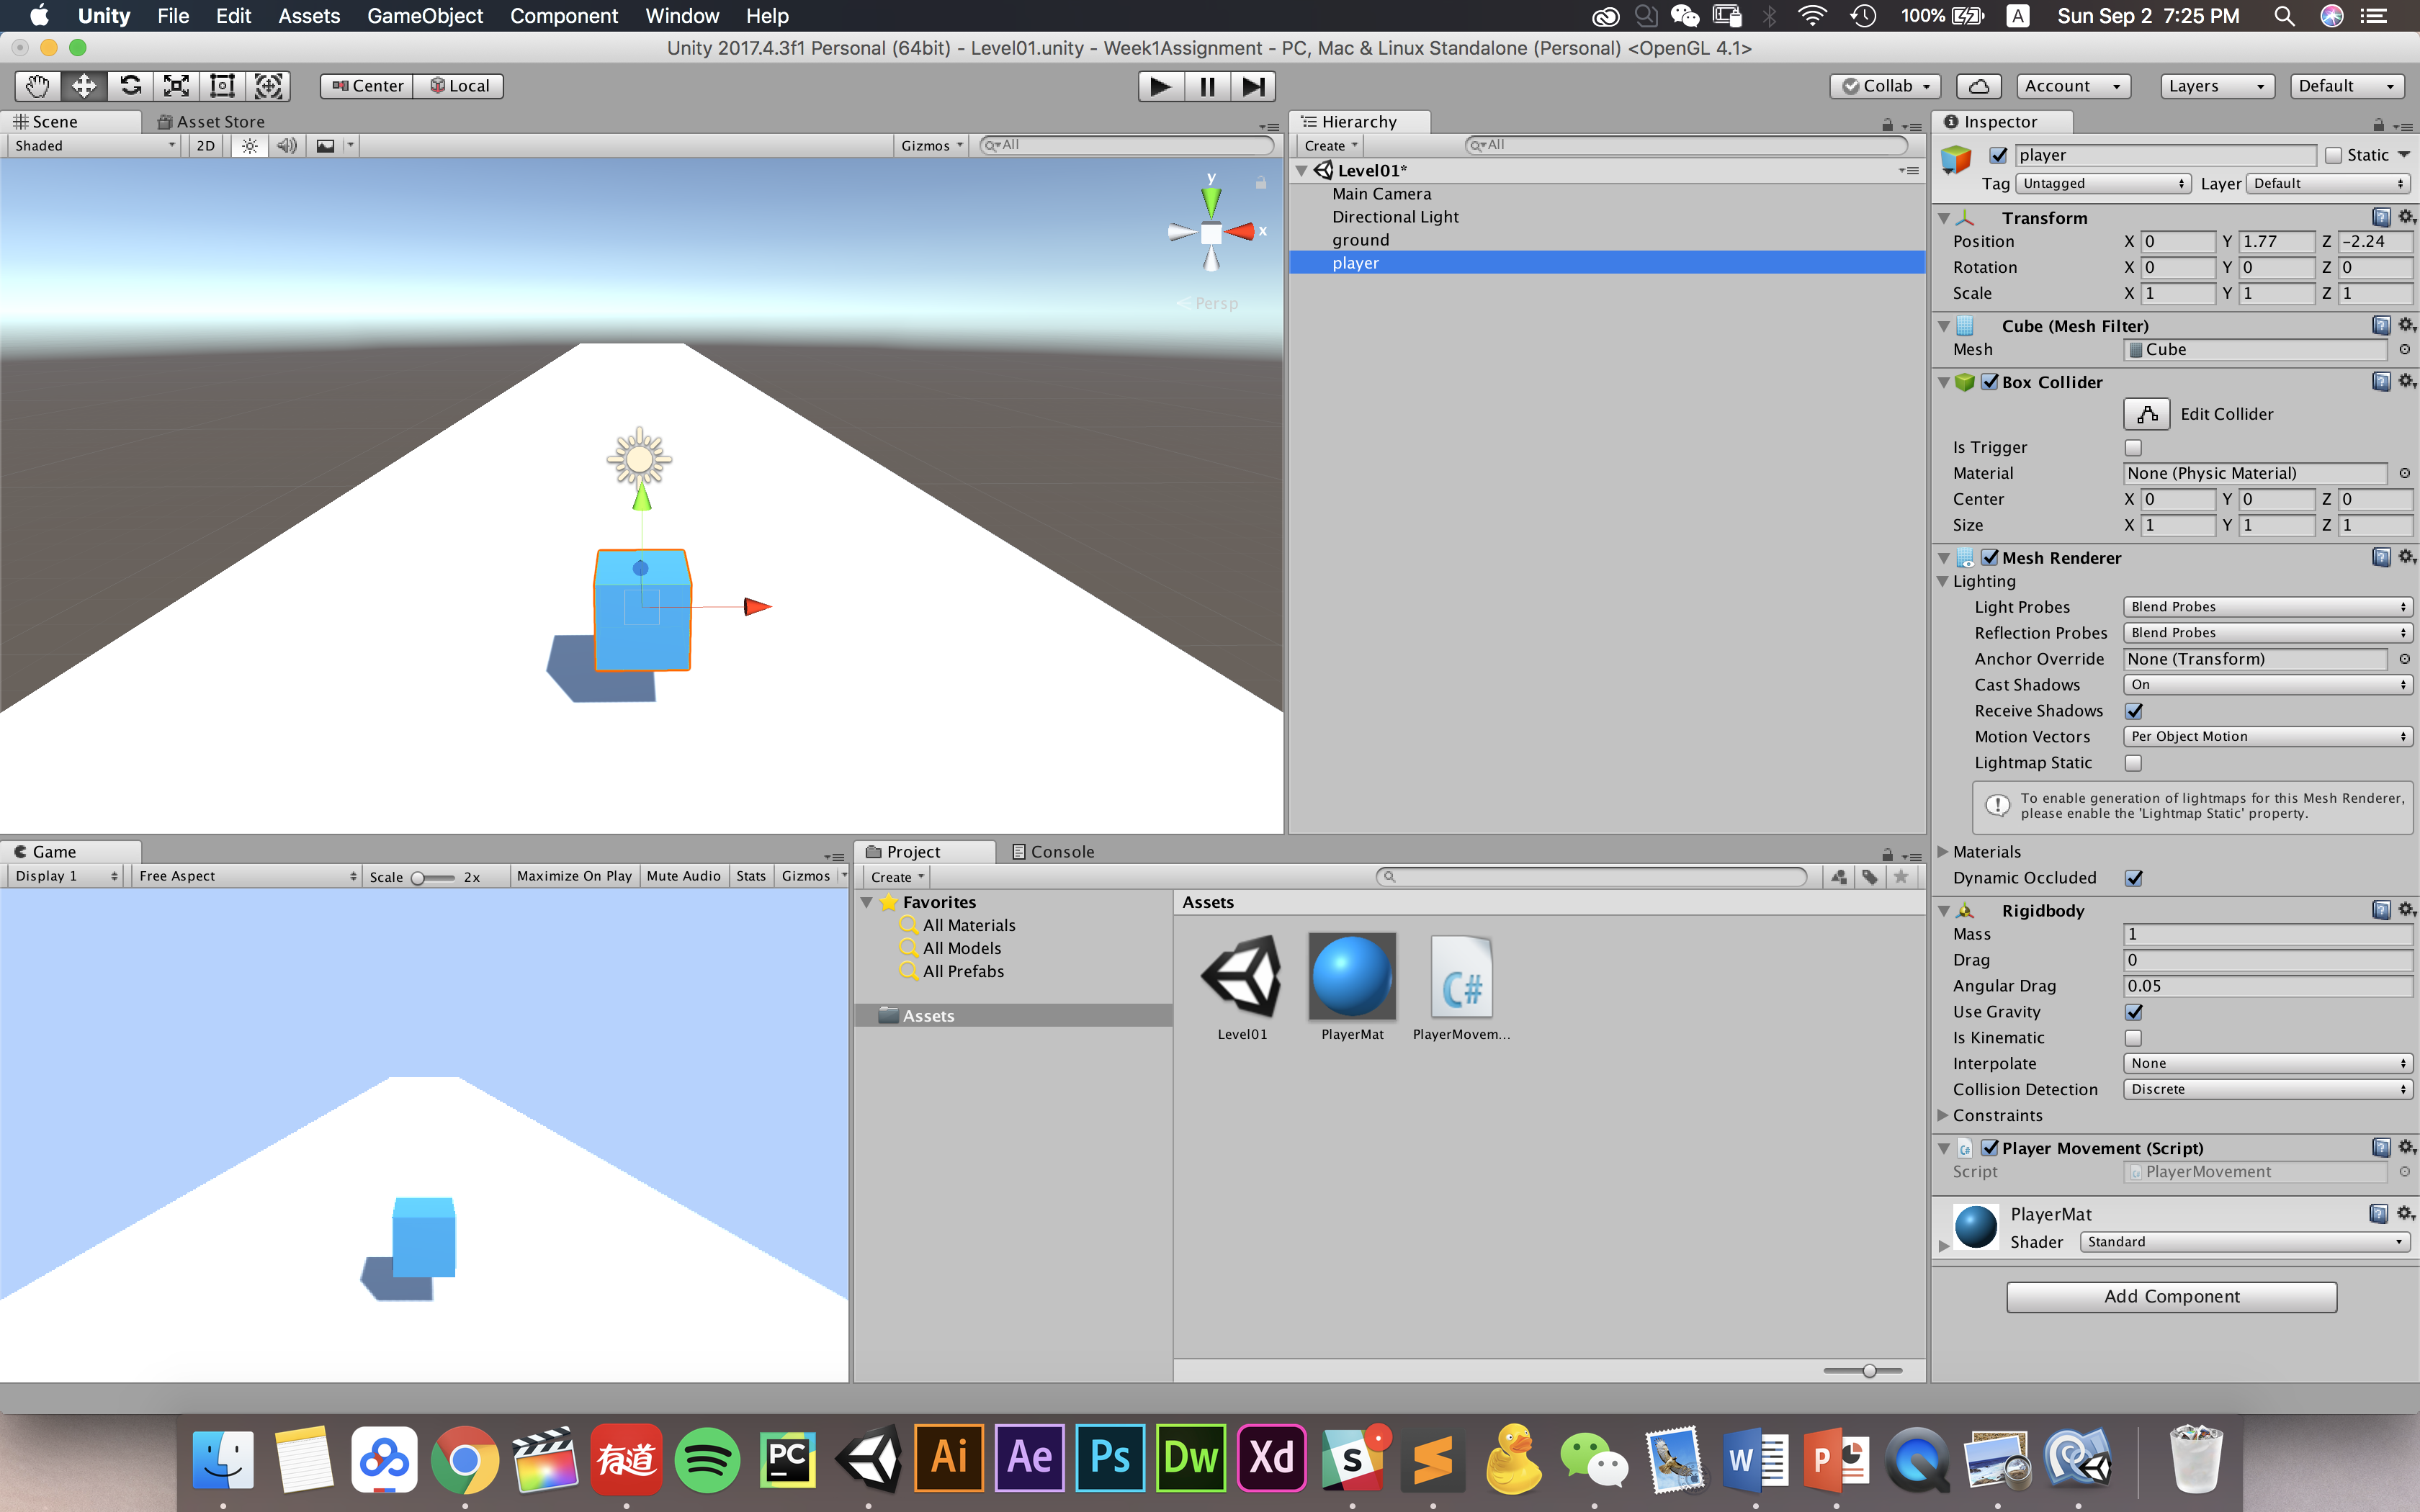 Unity File Edit Assets GameObject Component Window Help 100% A Sun Sep 2 7:25 PM
Unity 2017.4.3f1 Personal (64bit) - Level01.unity - Week1Assignment - PC, Mac & Linux Standalone (Personal) <OpenGL 4.1>
Center Local Collab Account Layers Default
Scene Asset Store
Shaded 2D Gizmos All
y
x
Persp
Hierarchy
Create All
Level01*
Main Camera
Directional Light
ground
player
Inspector
player Static
Tag Untagged Layer Default
Transform
Position X 0 Y 1.77 Z -2.24
Rotation X 0 Y 0 Z 0
Scale X 1 Y 1 Z 1
Cube (Mesh Filter)
Mesh Cube
Box Collider
Edit Collider
Is Trigger
Material None (Physic Material)
Center X 0 Y 0 Z 0
Size X 1 Y 1 Z 1
Mesh Renderer
Lighting
Light Probes Blend Probes
Reflection Probes Blend Probes
Anchor Override None (Transform)
Cast Shadows On
Receive Shadows
Motion Vectors Per Object Motion
Lightmap Static
To enable generation of lightmaps for this Mesh Renderer,
please enable the 'Lightmap Static' property.
Materials
Dynamic Occluded
Rigidbody
Mass 1
Drag 0
Angular Drag 0.05
Use Gravity
Is Kinematic
Interpolate None
Collision Detection Discrete
Constraints
Player Movement (Script)
Script PlayerMovement
PlayerMat
Shader Standard
Add Component
Game
Display 1 Free Aspect Scale 2x Maximize On Play Mute Audio Stats Gizmos
Project Console
Create
Favorites
All Materials
All Models
All Prefabs
Assets
Assets
C#
Level01 PlayerMat PlayerMovem...
有道 PC Ai Ae Ps Dw Xd S W P